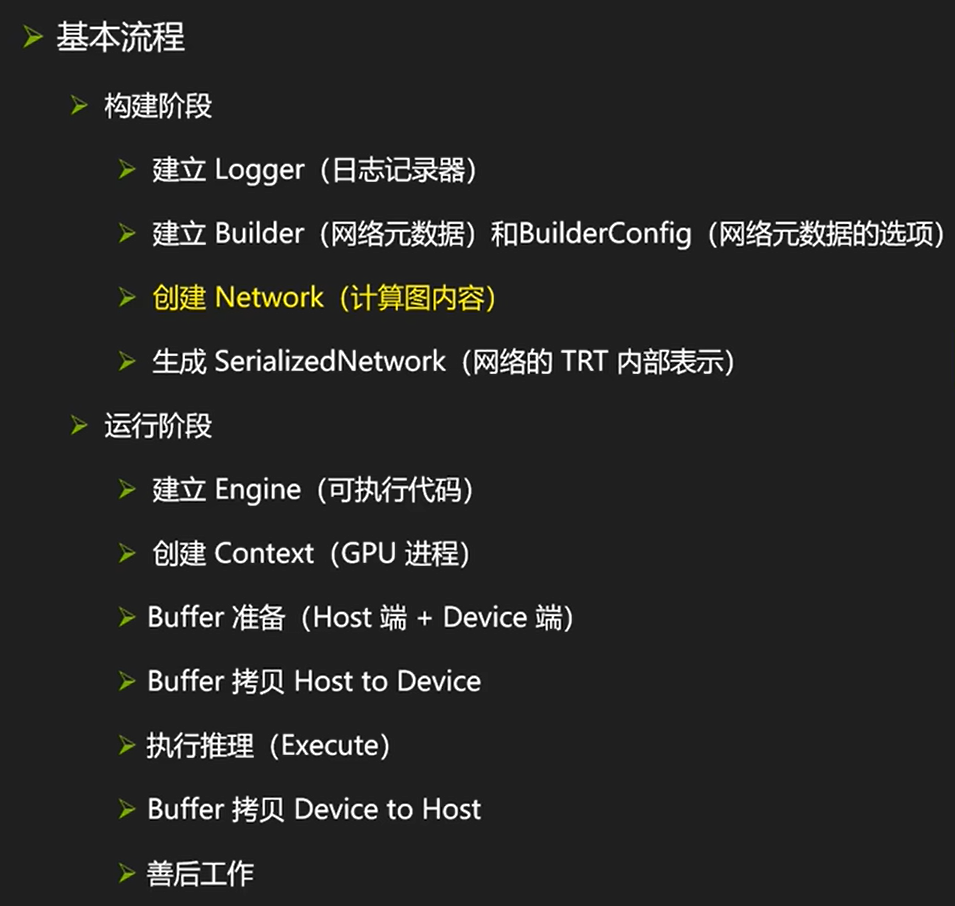 基本流程
构建阶段
建立 Logger（日志记录器）
建立 Builder（网络元数据）和BuilderConfig（网络元数据的选项）
创建 Network（计算图内容）
生成 SerializedNetwork（网络的 TRT 内部表示）
运行阶段
建立 Engine（可执行代码）
创建 Context（GPU 进程）
Buffer 准备（Host 端 + Device 端）
Buffer 拷贝 Host to Device
执行推理（Execute）
Buffer 拷贝 Device to Host
善后工作